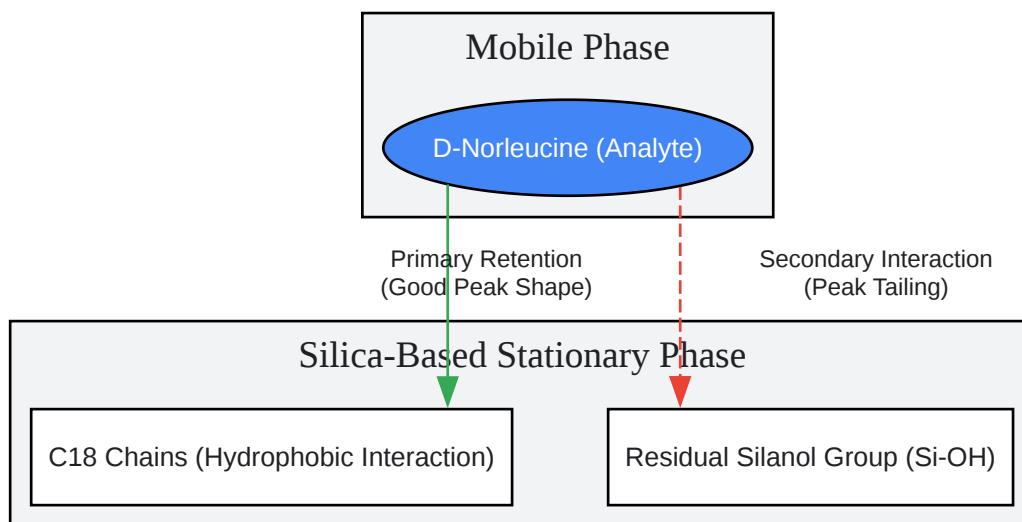 Mobile Phase
D-Norleucine (Analyte)
Primary Retention
(Good Peak Shape)
Secondary Interaction
(Peak Tailing)
Silica-Based Stationary Phase
C18 Chains (Hydrophobic Interaction)
Residual Silanol Group (Si-OH)